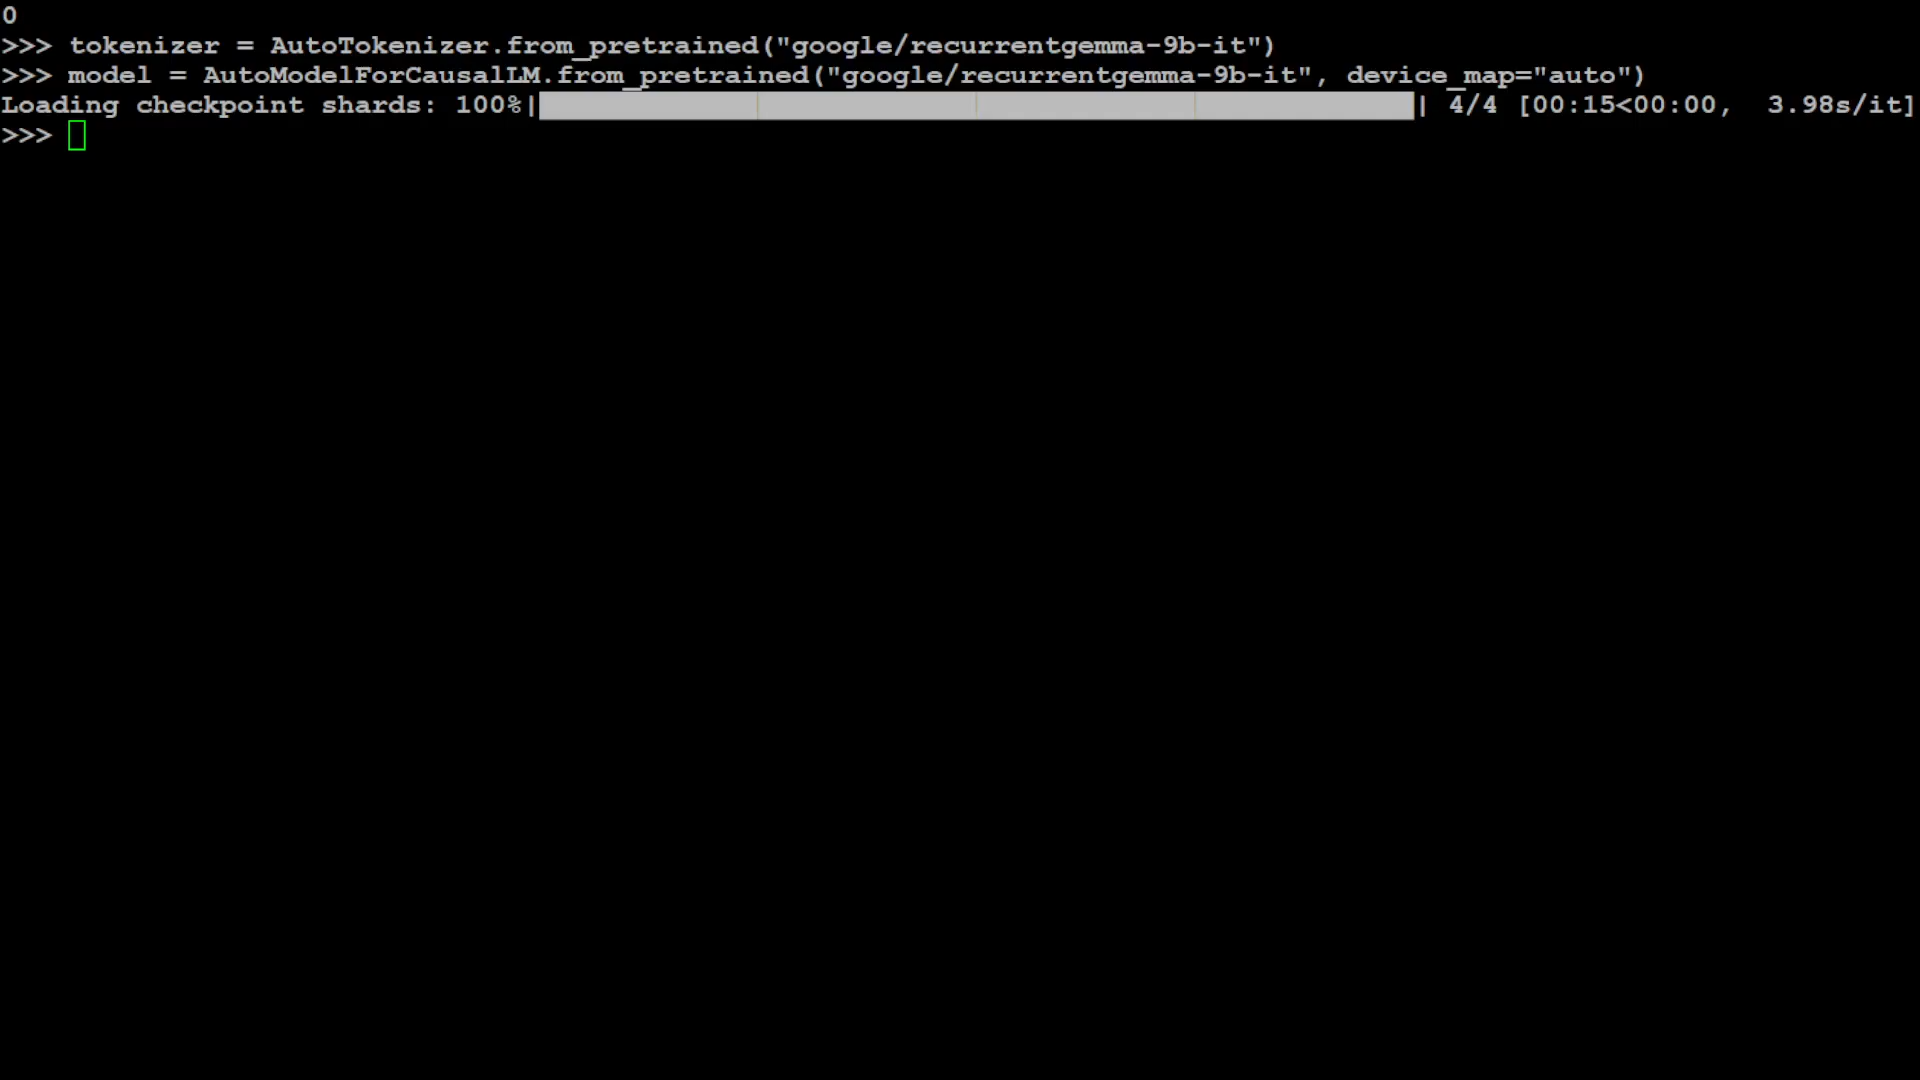 0
>>> tokenizer = AutoTokenizer.from_pretrained("google/recurrentgemma-9b-it")
>>> model = AutoModelForCausalLM.from_pretrained("google/recurrentgemma-9b-it", device_map="auto")
Loading checkpoint shards: 100%| | 4/4 [00:15<00:00,  3.98s/it]
>>>